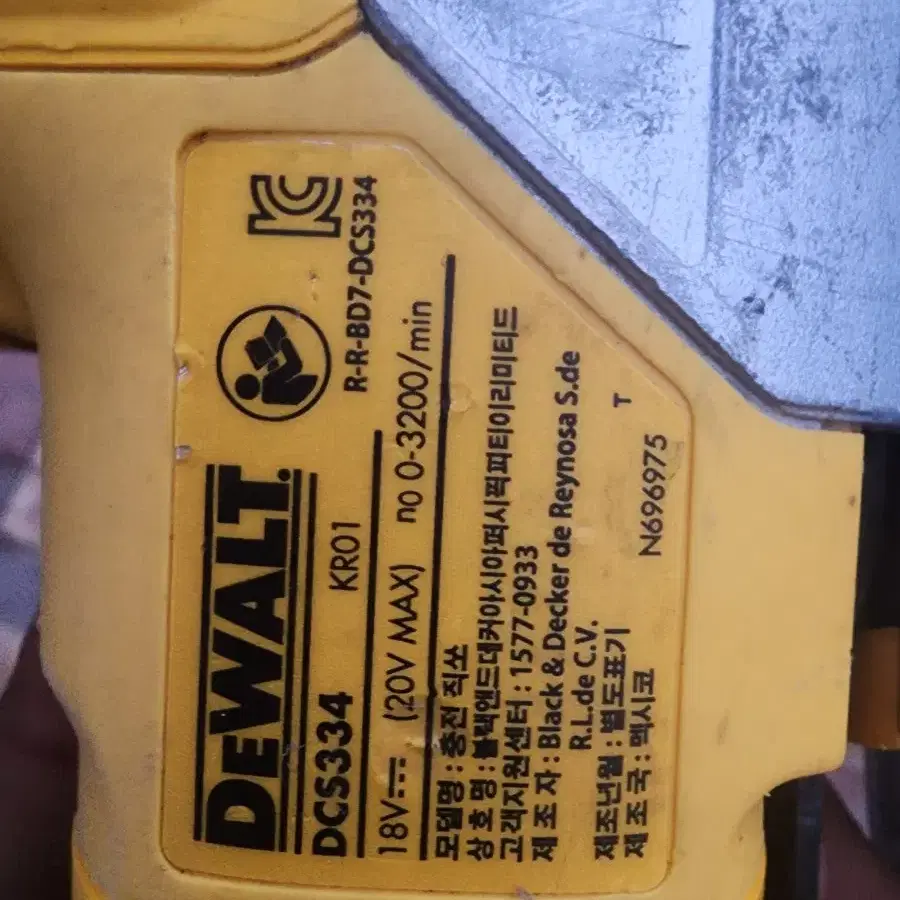 DEWALT®
DCS334 KR01
R-R-BD7-DCS334
18V⎓ (20V MAX) no 0-3200/min
모델명 : 충전 직쏘
상 호 명 : 블랙앤드데커아시아퍼시픽피티이리미티드
고객지원센터 : 1577-0933
제 조 자 : Black & Decker de Reynosa S.de
R.L.de C.V.
제조년월 : 별도표기
제 조 국 : 멕시코
N696975
T